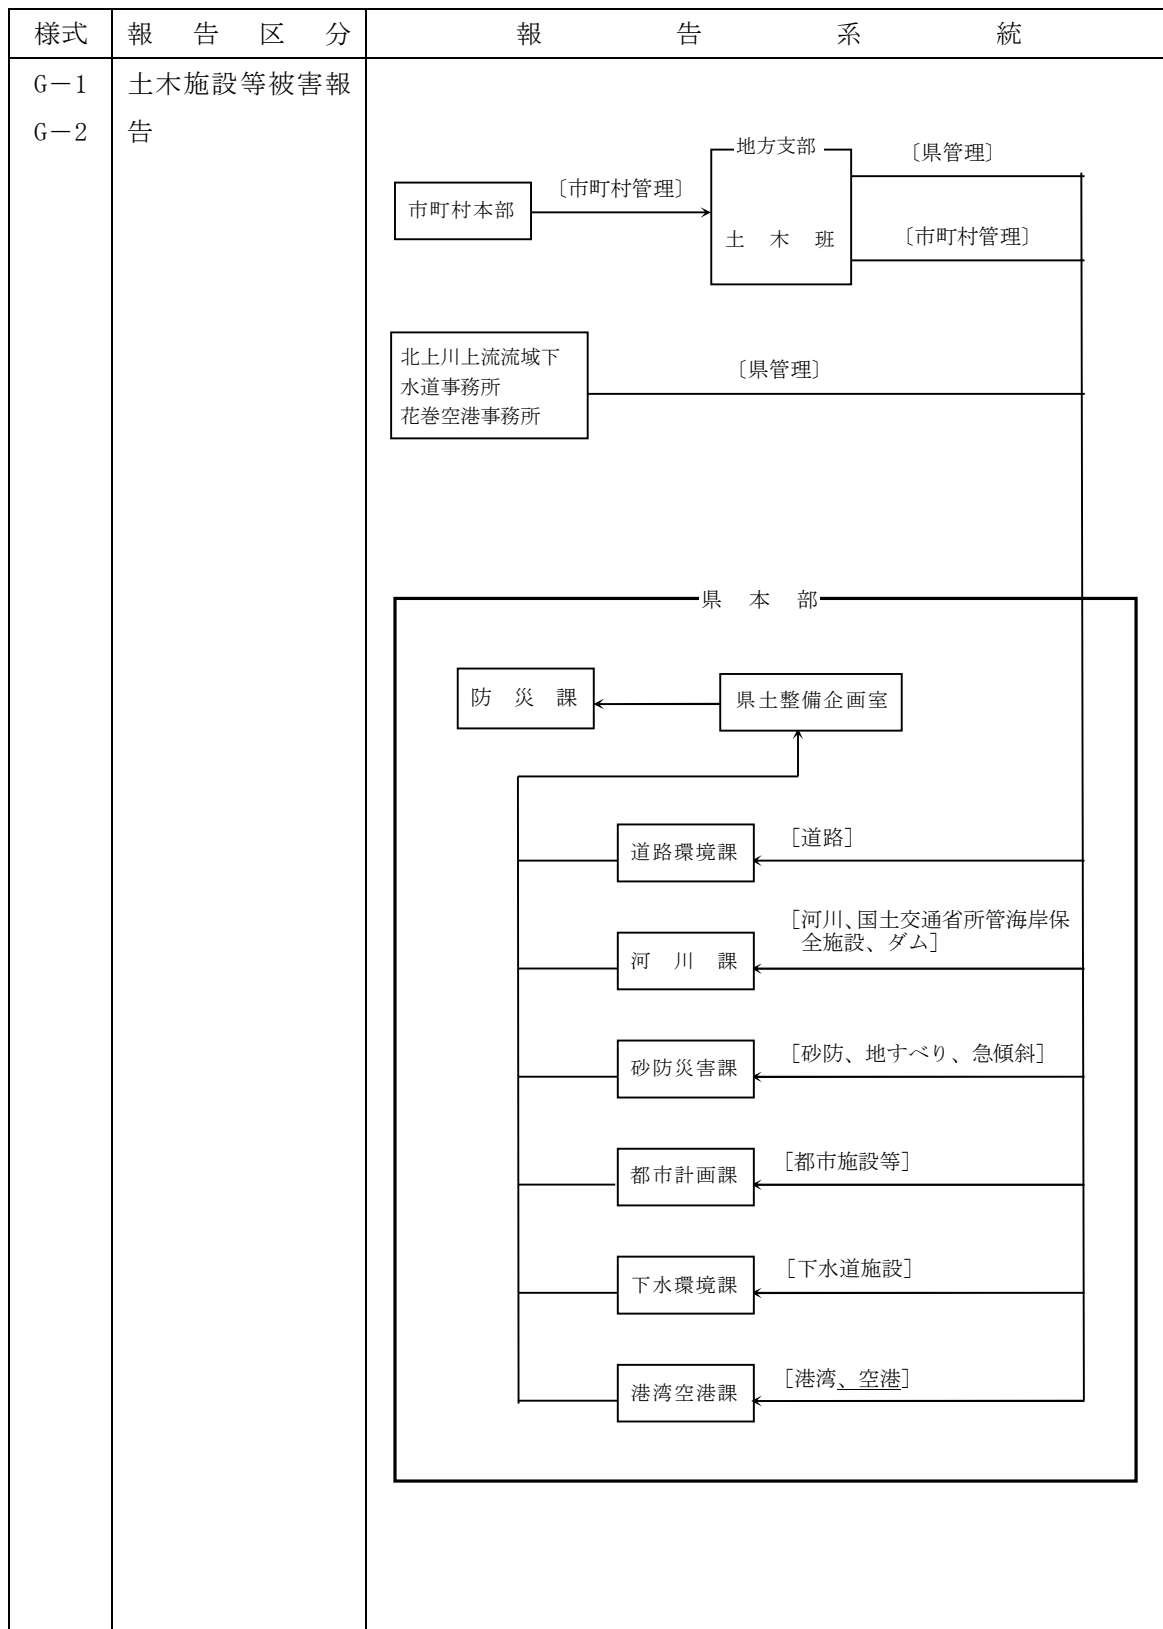 様式 報告区分 報告系統
G－1 土木施設等被害報
G－2 告
地方支部
〔県管理〕
〔市町村管理〕
市町村本部
土木班
〔市町村管理〕
北上川上流流域下
水道事務所
花巻空港事務所
〔県管理〕
県本部
防災課
県土整備企画室
道路環境課
[道路]
河川課
[河川、国土交通省所管海岸保
全施設、ダム]
砂防災害課
[砂防、地すべり、急傾斜]
都市計画課
[都市施設等]
下水環境課
[下水道施設]
港湾空港課
[港湾、空港]